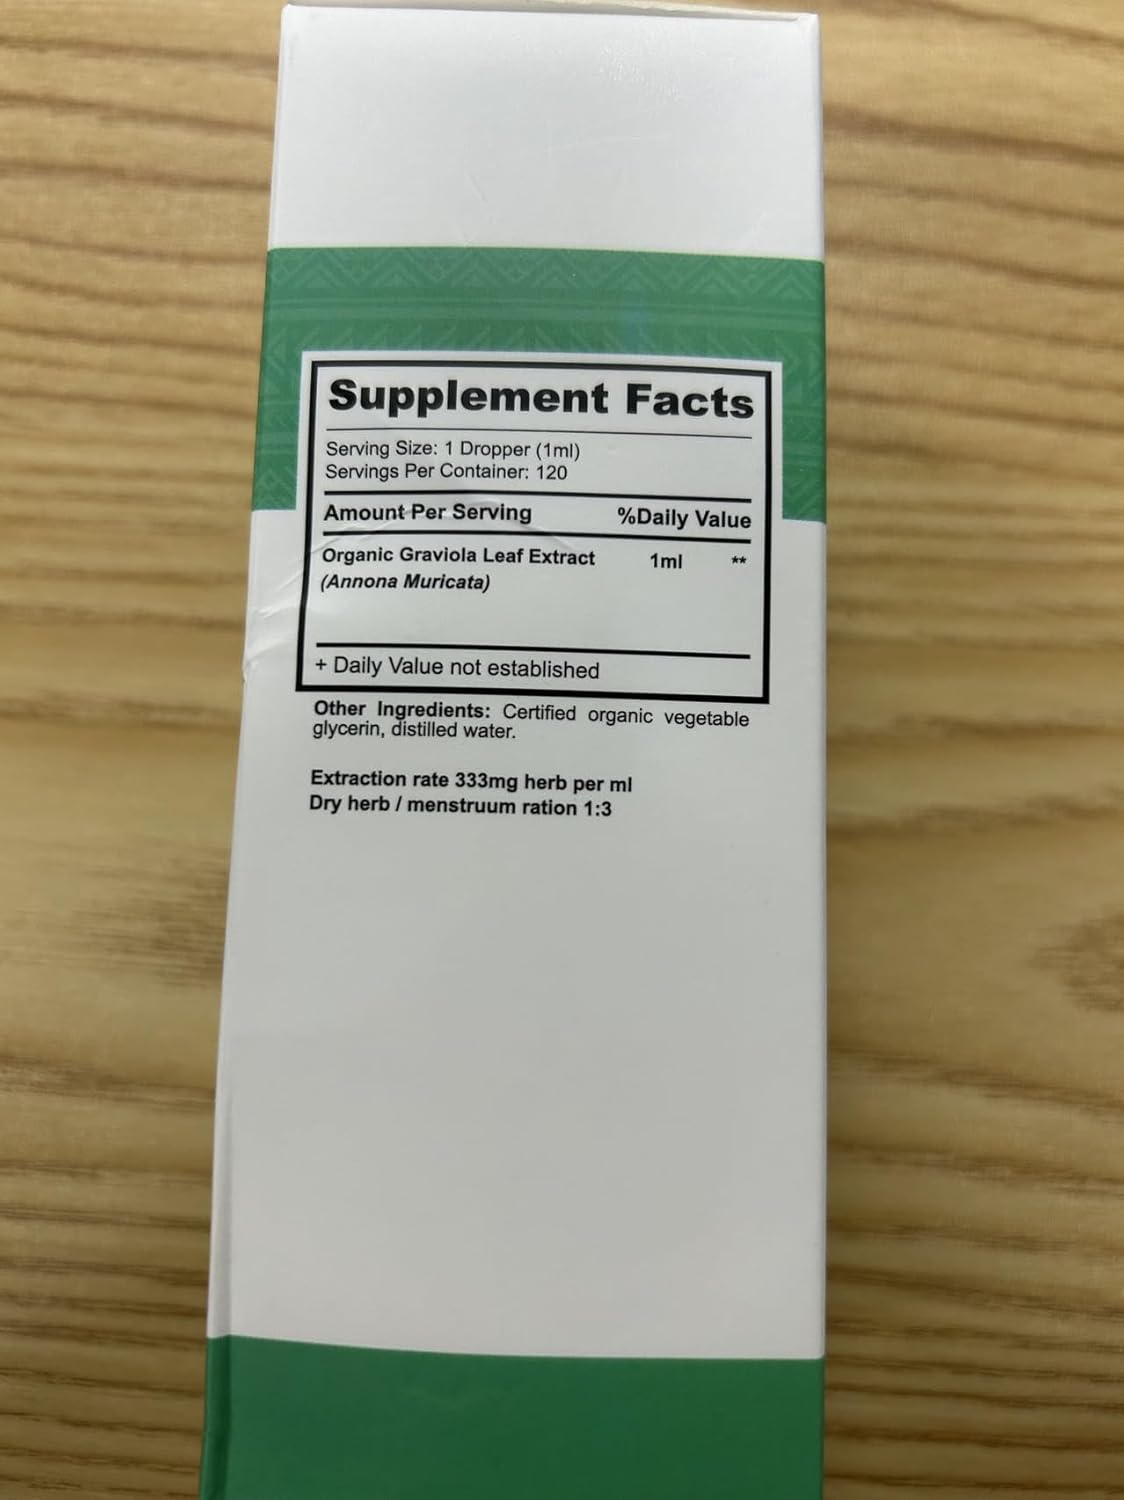 Supplement Facts
Serving Size: 1 Dropper (1ml)
Servings Per Container: 120
Amount Per Serving %Daily Value
Organic Graviola Leaf Extract 1ml **
(Annona Muricata)
+ Daily Value not established
Other Ingredients: Certified organic vegetable
glycerin, distilled water.
Extraction rate 333mg herb per ml
Dry herb / menstruum ration 1:3